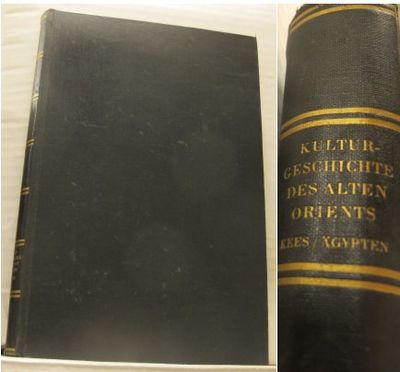 KULTUR-
GESCHICHTE
DES ALTEN
ORIENTS
KEES / ÄGYPTEN